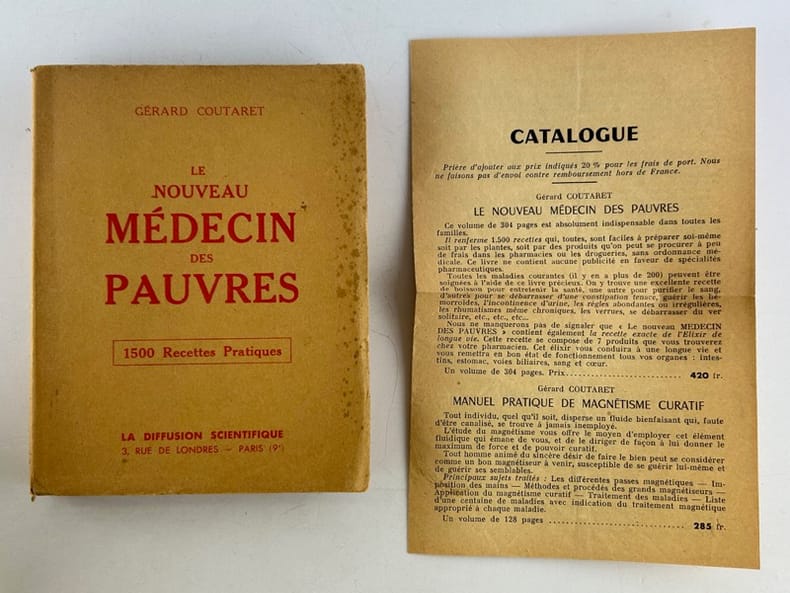 GÉRARD COUTARET
LE
NOUVEAU
MÉDECIN
DES
PAUVRES
1500 Recettes Pratiques
LA DIFFUSION SCIENTIFIQUE
3, RUE DE LONDRES – PARIS (9ᵉ)
CATALOGUE
Prière d'ajouter aux prix indiqués 20 % pour les frais de port. Nous
ne faisons pas d'envoi contre remboursement hors de France.
Gérard COUTARET
LE NOUVEAU MÉDECIN DES PAUVRES
Ce volume de 304 pages est absolument indispensable dans toutes les
familles.
Il renferme 1.500 recettes qui, toutes, sont faciles à préparer soi-même
soit par les plantes, soit par des produits qu'on peut se procurer à peu
de frais dans les pharmacies ou les drogueries, sans ordonnance mé-
dicale. Ce livre ne contient aucune publicité en faveur de spécialités
pharmaceutiques.
Toutes les maladies courantes (il y en a plus de 200) peuvent être
soignées à l'aide de ce livre précieux. On y trouve une excellente recette
de boisson pour entretenir la santé, une autre pour purifier le sang,
d'autres pour se débarrasser d'une constipation tenace, guérir les hé-
morroïdes, l'incontinence d'urine, les règles abondantes ou irrégulières,
les rhumatismes même chroniques, les verrues, se débarrasser du ver
solitaire, etc., etc., etc...
Nous ne manquerons pas de signaler que « Le nouveau MEDECIN
DES PAUVRES » contient également la recette exacte de l'Elixir de
longue vie. Cette recette se compose de 7 produits que vous trouverez
chez votre pharmacien. Cet élixir vous conduira à une longue vie et
vous remettra en bon état de fonctionnement tous vos organes : intes-
tins, estomac, voies biliaires, sang et cœur.
Un volume de 304 pages. Prix.............................. 420 fr.
Gérard COUTARET
MANUEL PRATIQUE DE MAGNÉTISME CURATIF
Tout individu, quel qu'il soit, disperse un fluide bienfaisant qui, faute
d'être canalisé, se trouve à jamais inemployé.
L'étude du magnétisme vous offre le moyen d'employer cet élément
fluidique qui émane de vous, et de le diriger de façon à lui donner le
maximum de force et de pouvoir curatif.
Tout homme animé du sincère désir de faire le bien peut se considérer
comme un bon magnétiseur à venir, susceptible de se guérir lui-même et
de guérir ses semblables.
Principaux sujets traités : Les différentes passes magnétiques — Im-
position des mains — Méthodes et procédés des grands magnétiseurs —
Application du magnétisme curatif — Traitement des maladies — Liste
d'une centaine de maladies avec indication du traitement magnétique
approprié à chaque maladie.
Un volume de 128 pages .............................. 285 fr.